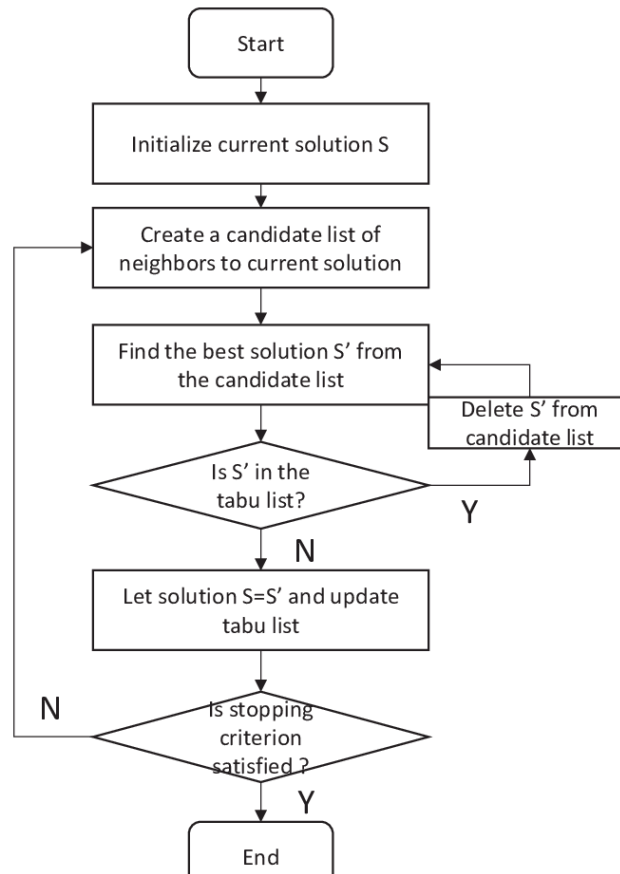 Start
Initialize current solution S
Create a candidate list of
neighbors to current solution
Find the best solution S’ from
the candidate list
Delete S’ from
candidate list
Is S’ in the
tabu list?
Y
N
Let solution S=S’ and update
tabu list
N
Is stopping
criterion
satisfied ?
Y
End